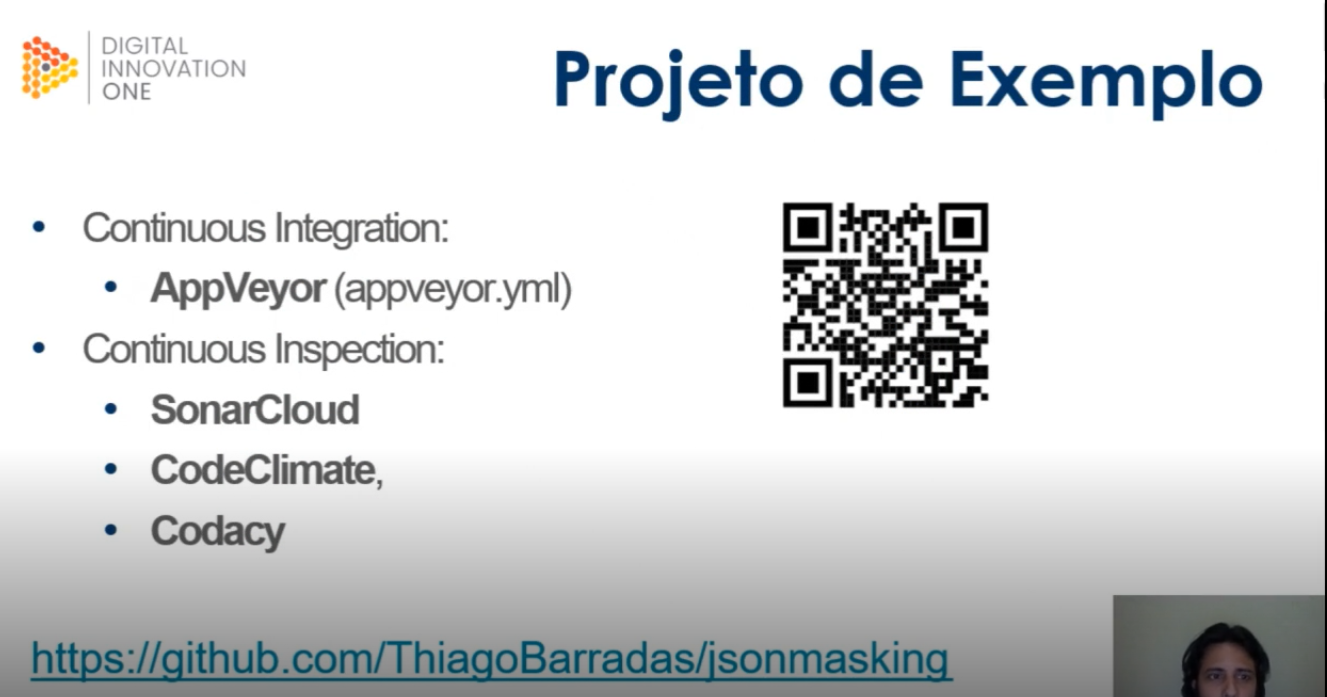 DIGITAL
INNOVATION
ONE
Projeto de Exemplo
• Continuous Integration:
• AppVeyor (appveyor.yml)
• Continuous Inspection:
• SonarCloud
• CodeClimate,
• Codacy
https://github.com/ThiagoBarradas/jsonmasking